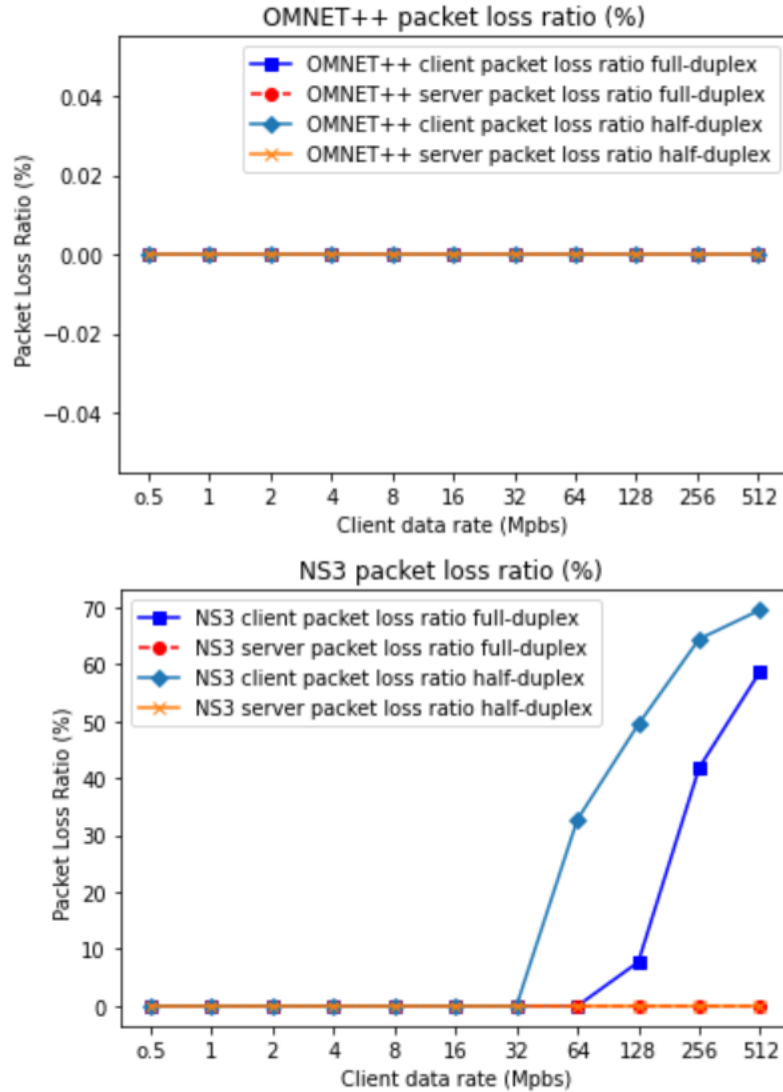 OMNET++ packet loss ratio (%)
OMNET++ client packet loss ratio full-duplex
OMNET++ server packet loss ratio full-duplex
OMNET++ client packet loss ratio half-duplex
OMNET++ server packet loss ratio half-duplex
Packet Loss Ratio (%)
0.04
0.02
0.00
−0.02
−0.04
o.5 1 2 4 8 16 32 64 128 256 512
Client data rate (Mpbs)
NS3 packet loss ratio (%)
NS3 client packet loss ratio full-duplex
NS3 server packet loss ratio full-duplex
NS3 client packet loss ratio half-duplex
NS3 server packet loss ratio half-duplex
Packet Loss Ratio (%)
70
60
50
40
30
20
10
0
o.5 1 2 4 8 16 32 64 128 256 512
Client data rate (Mpbs)